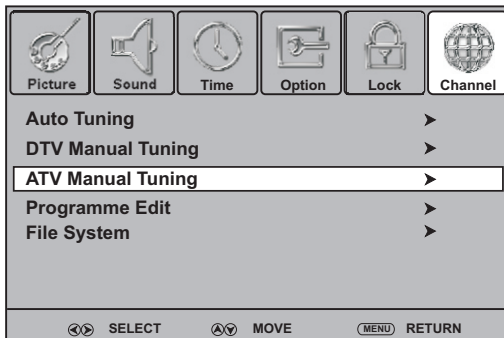 Picture Sound Time Option Lock Channel
Auto Tuning
DTV Manual Tuning
ATV Manual Tuning
Programme Edit
File System
SELECT MOVE MENU RETURN